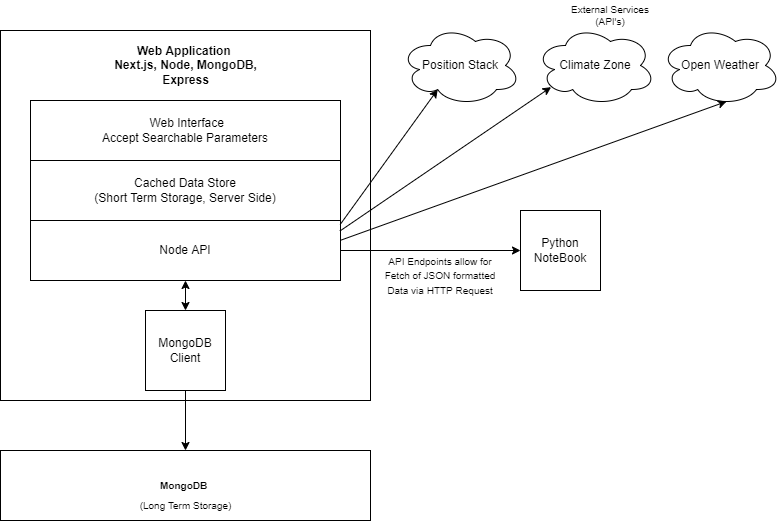 External Services
(API's)
Web Application
Next.js, Node, MongoDB,
Express
Position Stack
Climate Zone
Open Weather
Web Interface
Accept Searchable Parameters
Cached Data Store
(Short Term Storage, Server Side)
Node API
API Endpoints allow for
Fetch of JSON formatted
Data via HTTP Request
Python
NoteBook
MongoDB
Client
MongoDB
(Long Term Storage)